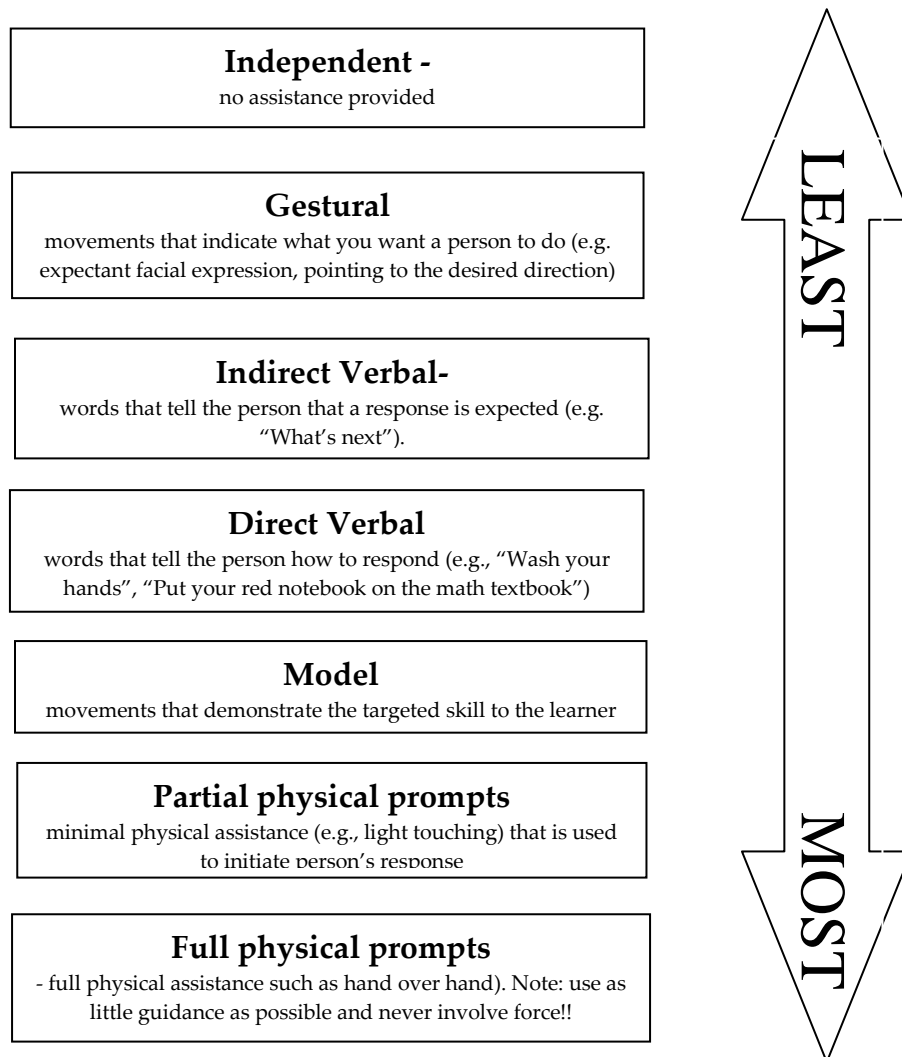 Independent -
no assistance provided
Gestural
movements that indicate what you want a person to do (e.g.
expectant facial expression, pointing to the desired direction)
Indirect Verbal-
words that tell the person that a response is expected (e.g.
“What’s next”).
Direct Verbal
words that tell the person how to respond (e.g., “Wash your
hands”, “Put your red notebook on the math textbook”)
Model
movements that demonstrate the targeted skill to the learner
Partial physical prompts
minimal physical assistance (e.g., light touching) that is used
to initiate person’s response
Full physical prompts
- full physical assistance such as hand over hand). Note: use as
little guidance as possible and never involve force!!
LEAST
MOST